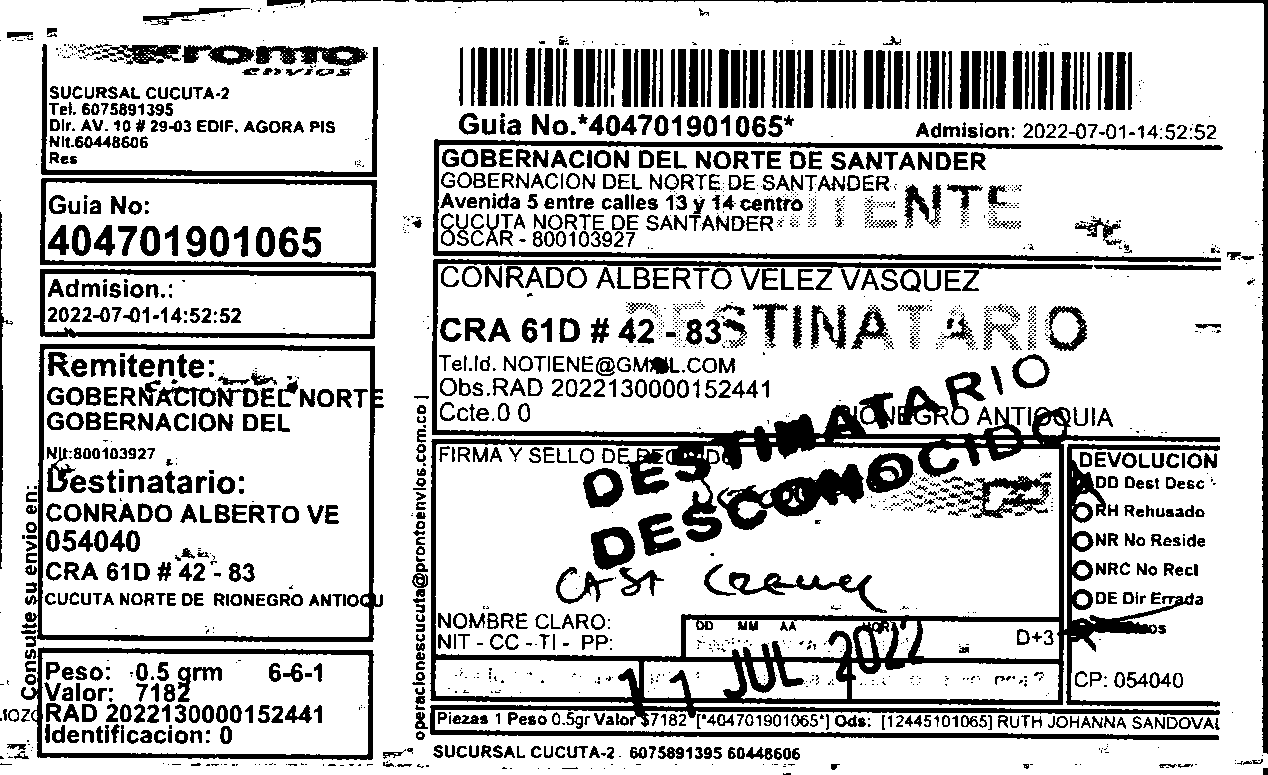 envios
SUCURSAL CUCUTA-2
Tel. 6075891395
Dir. AV. 10 # 29-03 EDIF. AGORA PIS
Nit.60448606
Res
Guia No:
404701901065
Admision.:
2022-07-01-14:52:52
Remitente:
GOBERNACION DEL NORTE
GOBERNACION DEL
Nit:800103927
Destinatario:
CONRADO ALBERTO VE
054040
CRA 61D # 42 - 83
CUCUTA NORTE DE RIONEGRO ANTIOQU
Peso: 0.5 grm 6-6-1
Valor: 7182
RAD 2022130000152441
Identificacion: 0
Consulte su envio en:
operacionescucuta@prontoenvios.com.co |
Guia No.*404701901065*
Admision: 2022-07-01-14:52:52
GOBERNACION DEL NORTE DE SANTANDER
GOBERNACION DEL NORTE DE SANTANDER
Avenida 5 entre calles 13 y 14 centro
CUCUTA NORTE DE SANTANDER
OSCAR - 800103927
CONRADO ALBERTO VELEZ VASQUEZ
DESTINATARIO
CRA 61D # 42 - 83
Tel.Id. NOTIENE@GMAIL.COM
Obs.RAD 2022130000152441
Ccte.0 0
RIONEGRO ANTIOQUIA
FIRMA Y SELLO DE RECIBIDO
DESTINATARIO
DESCONOCIDO
NOMBRE CLARO:
NIT - CC - TI - PP:
DD MM AA HORA
D+3
11 JUL 2022
DEVOLUCION
DD Dest Desc
RH Rehusado
NR No Reside
NRC No Recl
DE Dir Errada
CP: 054040
Piezas 1 Peso 0.5gr Valor $7182 [*404701901065*] Ods: [12445101065] RUTH JOHANNA SANDOVAL
SUCURSAL CUCUTA-2 6075891395 60448606